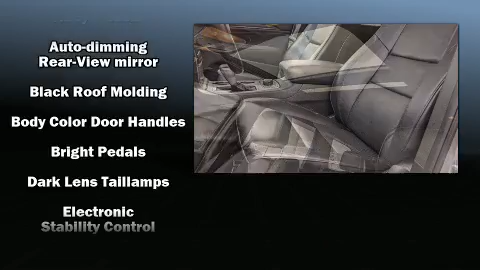 Auto-dimming
Rear-View mirror
Black Roof Molding
Body Color Door Handles
Bright Pedals
Dark Lens Taillamps
Electronic
Stability Control